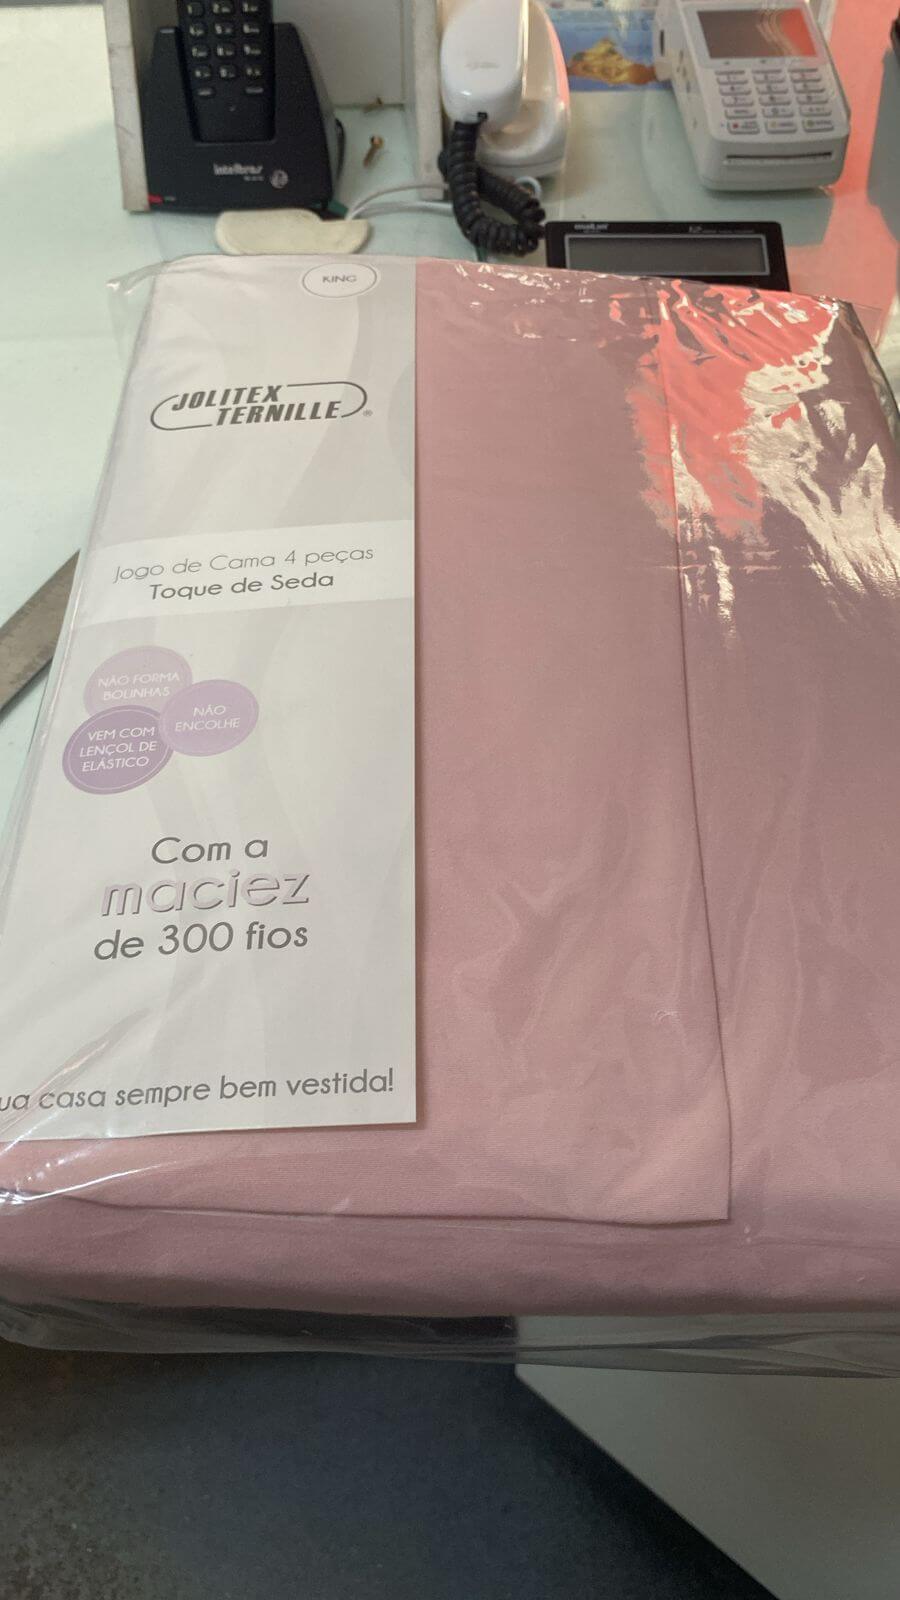 intelbras
KING
JOLITEX
TERNILLE®
Jogo de Cama 4 peças
Toque de Seda
NÃO FORMA
BOLINHAS
NÃO
ENCOLHE
VEM COM
LENÇOL DE
ELÁSTICO
Com a
maciez
de 300 fios
ua casa sempre bem vestida!